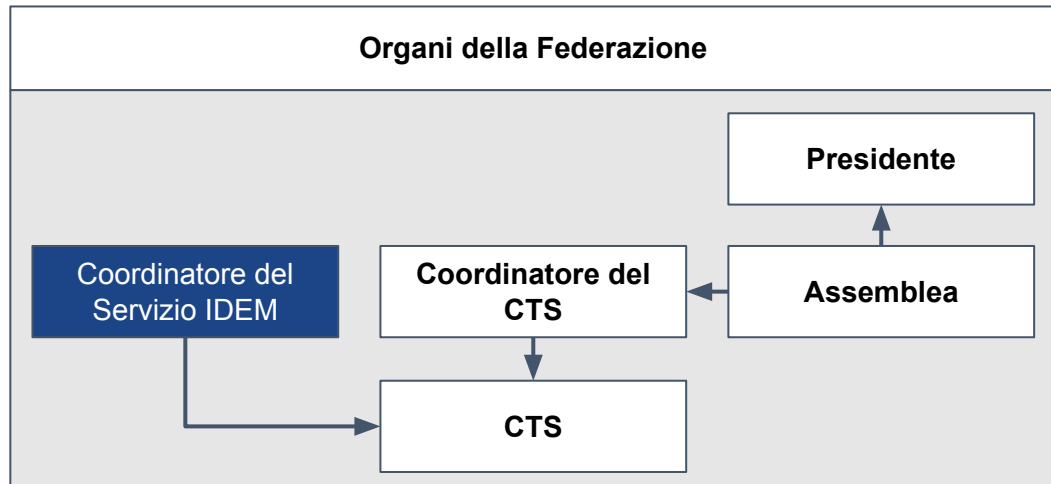 Organi della Federazione
Presidente
Coordinatore del
Servizio IDEM
Coordinatore del
CTS
Assemblea
CTS